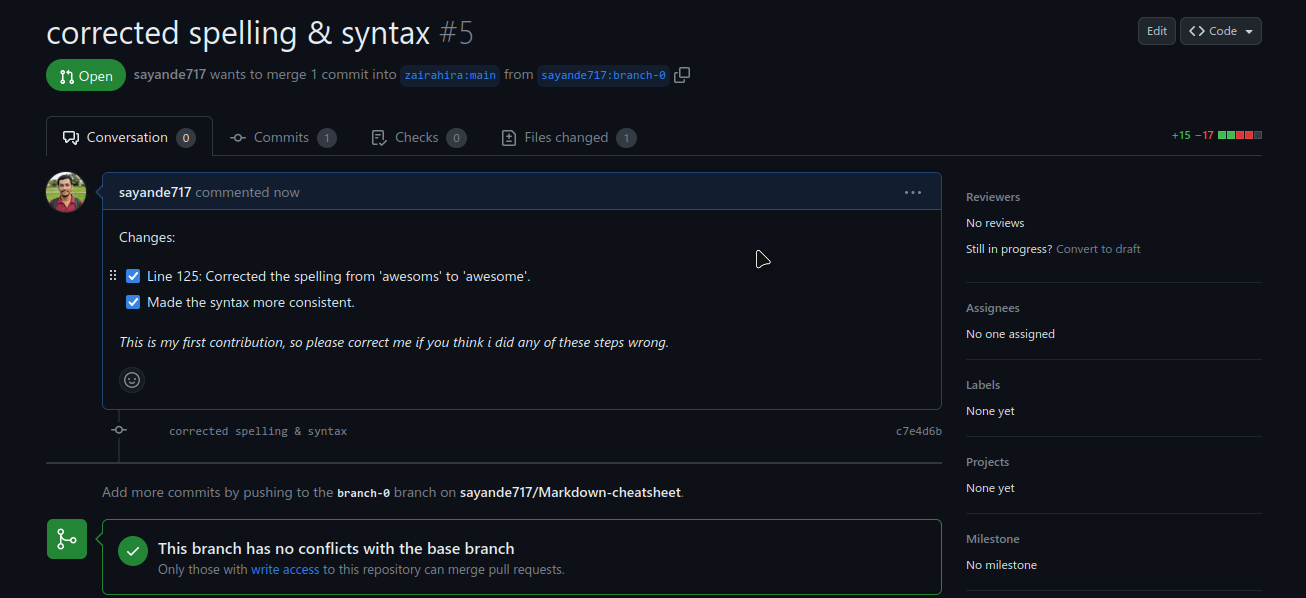 corrected spelling & syntax #5
Edit
<> Code
Open
sayande717 wants to merge 1 commit into zairahira:main from sayande717:branch-0
Conversation 0
Commits 1
Checks 0
Files changed 1
+15 −17
sayande717 commented now
Changes:
Line 125: Corrected the spelling from 'awesoms' to 'awesome'.
Made the syntax more consistent.
This is my first contribution, so please correct me if you think i did any of these steps wrong.
corrected spelling & syntax
c7e4d6b
Add more commits by pushing to the branch-0 branch on sayande717/Markdown-cheatsheet.
This branch has no conflicts with the base branch
Only those with write access to this repository can merge pull requests.
Reviewers
No reviews
Still in progress? Convert to draft
Assignees
No one assigned
Labels
None yet
Projects
None yet
Milestone
No milestone